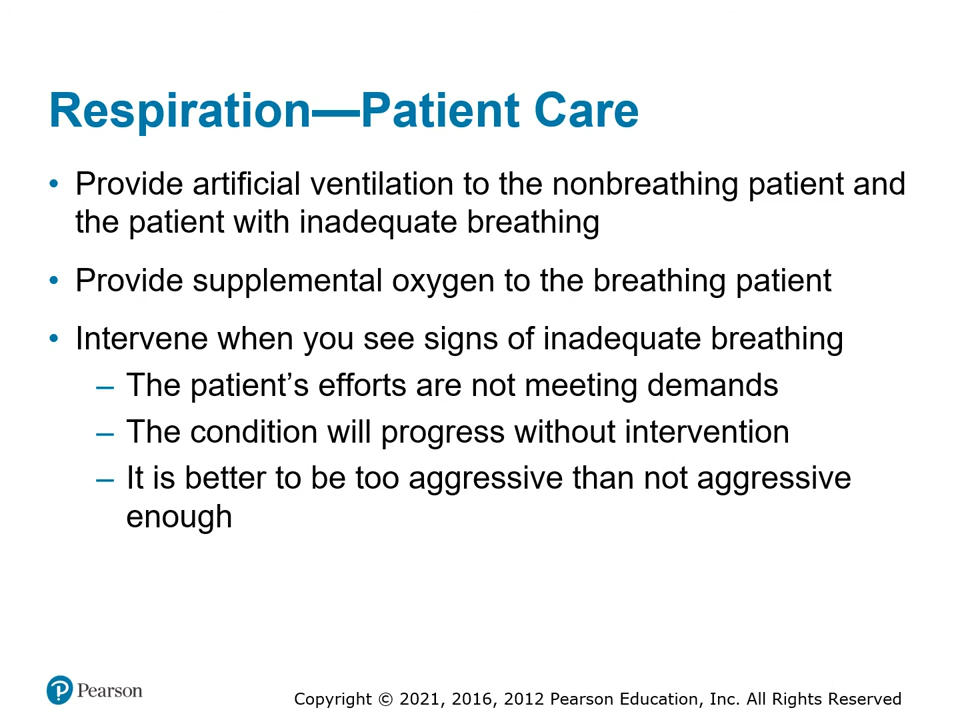 Respiration—Patient Care
• Provide artificial ventilation to the nonbreathing patient and
the patient with inadequate breathing
• Provide supplemental oxygen to the breathing patient
• Intervene when you see signs of inadequate breathing
– The patient’s efforts are not meeting demands
– The condition will progress without intervention
– It is better to be too aggressive than not aggressive
enough
Pearson
Copyright © 2021, 2016, 2012 Pearson Education, Inc. All Rights Reserved